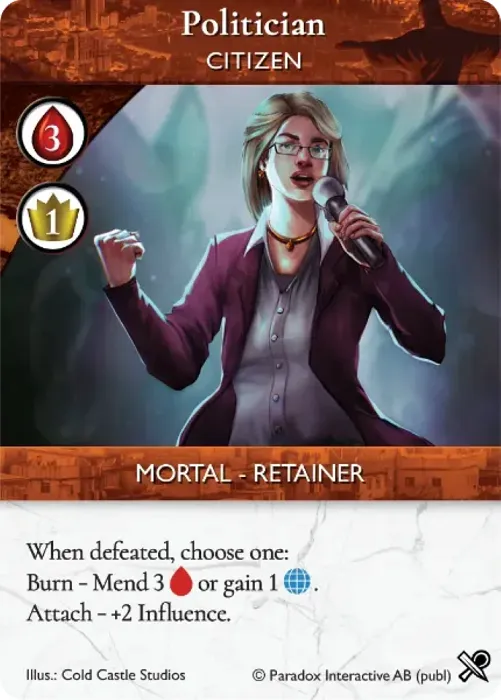 Politician
CITIZEN
3
1
MORTAL - RETAINER
When defeated, choose one:
Burn - Mend 3 or gain 1 .
Attach - +2 Influence.
Illus.: Cold Castle Studios
© Paradox Interactive AB (publ)